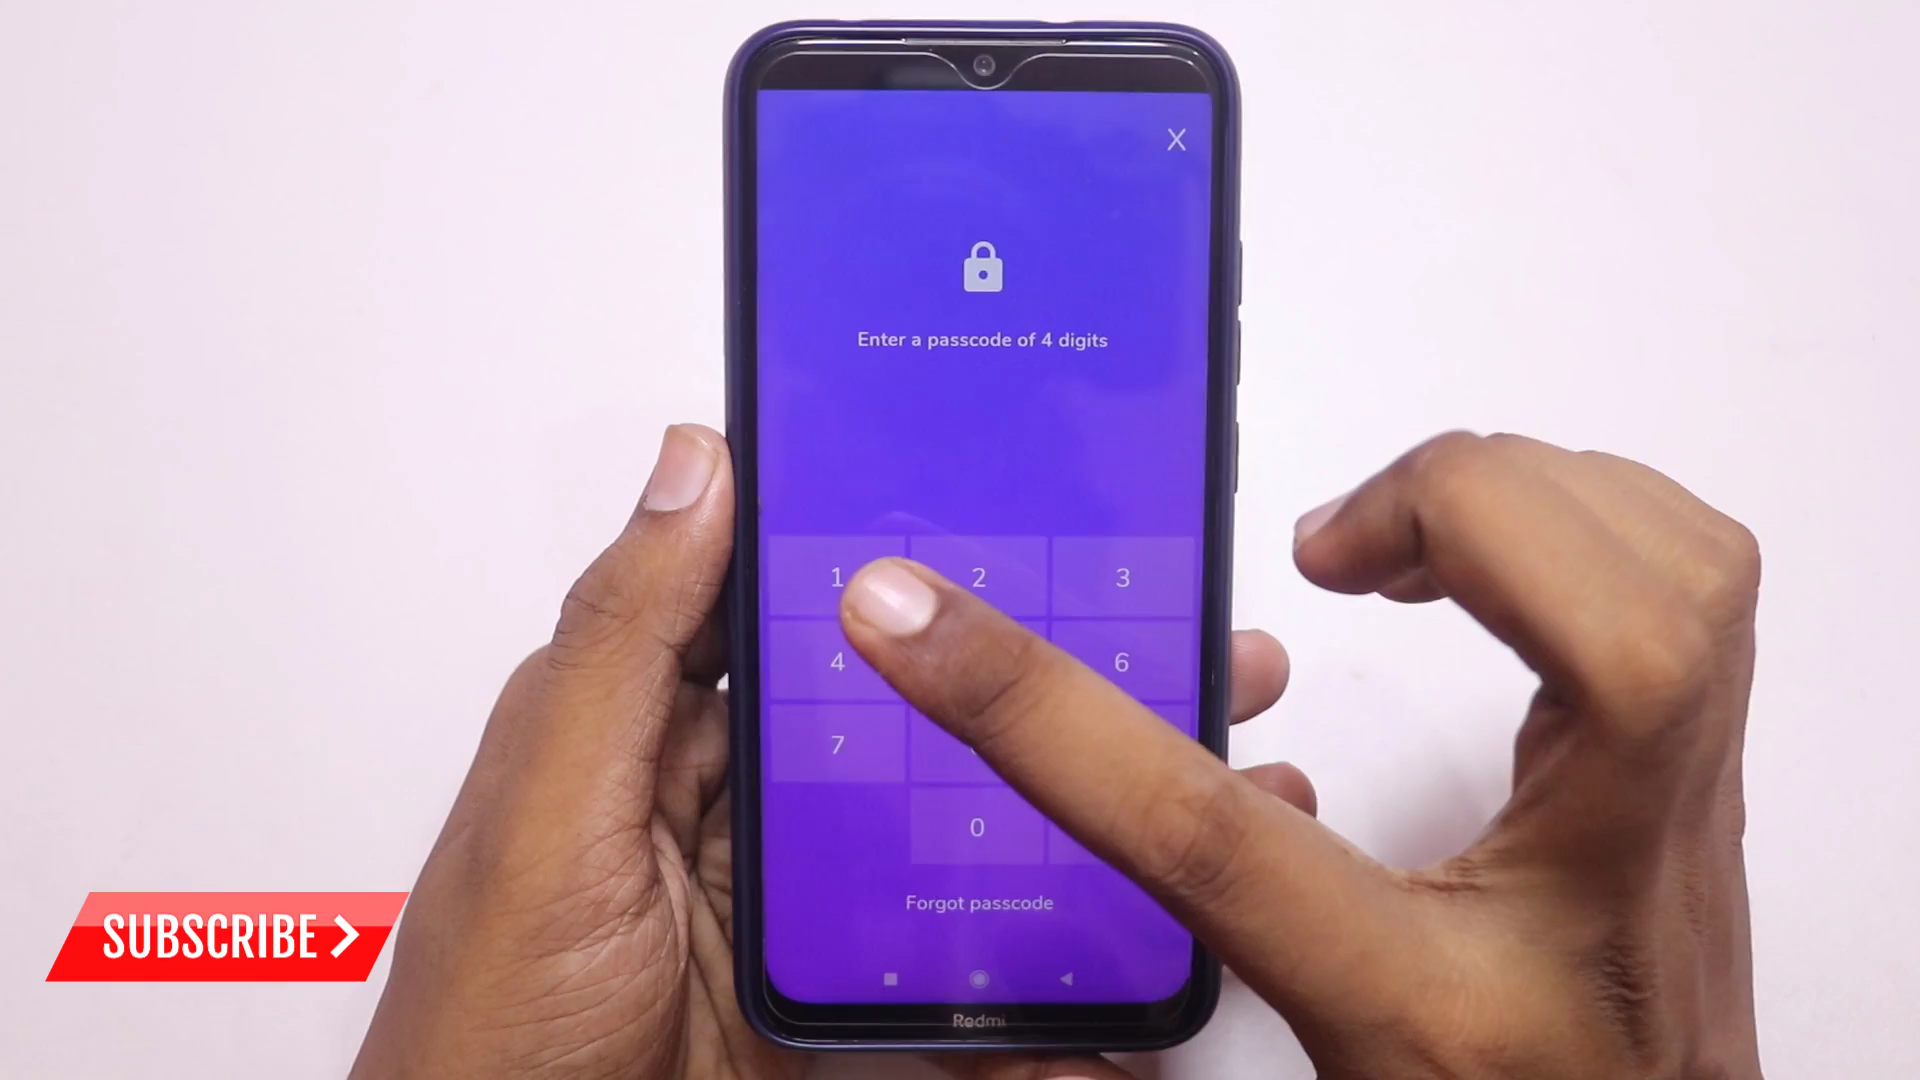 X
Enter a passcode of 4 digits
1 2 3
4 6
7
0
Forgot passcode
SUBSCRIBE >
Redmi